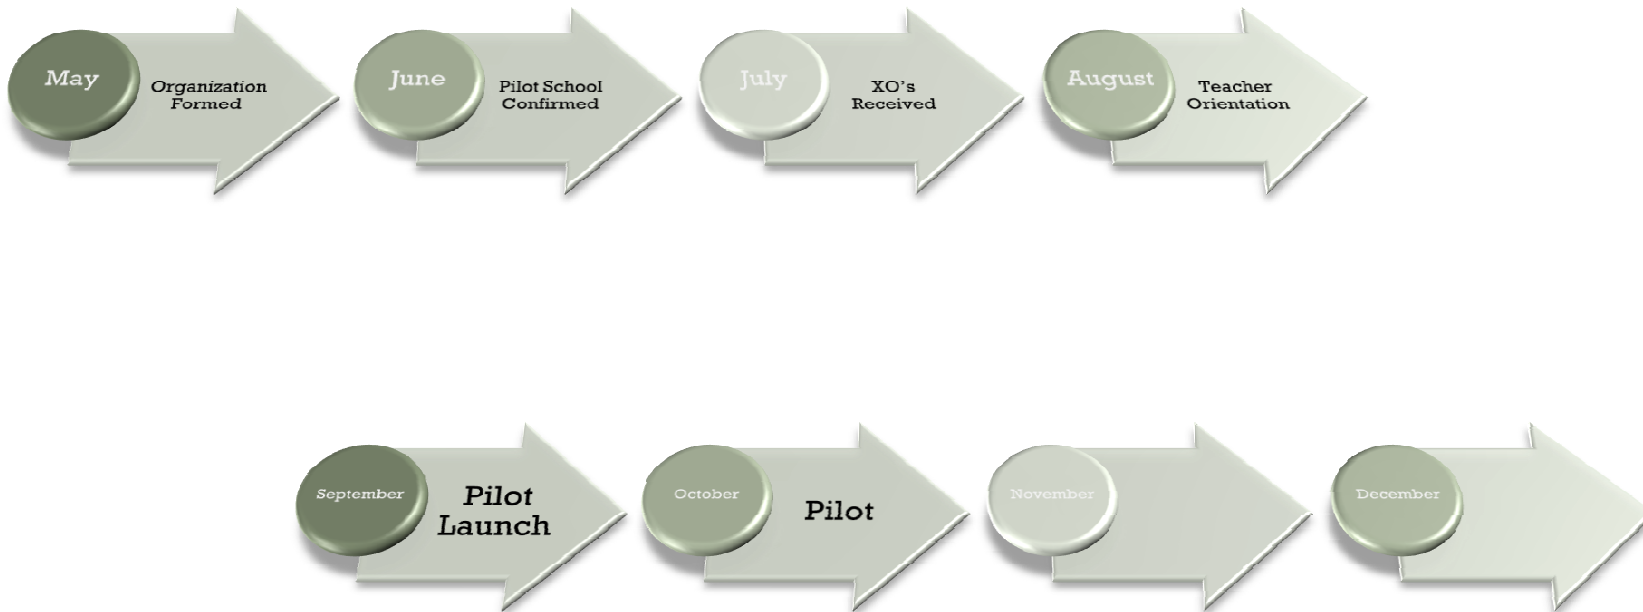 May
Organization
Formed
June
Pilot School
Confirmed
July
XO's
Received
August
Teacher
Orientation
September
Pilot
Launch
October
Pilot
November
December